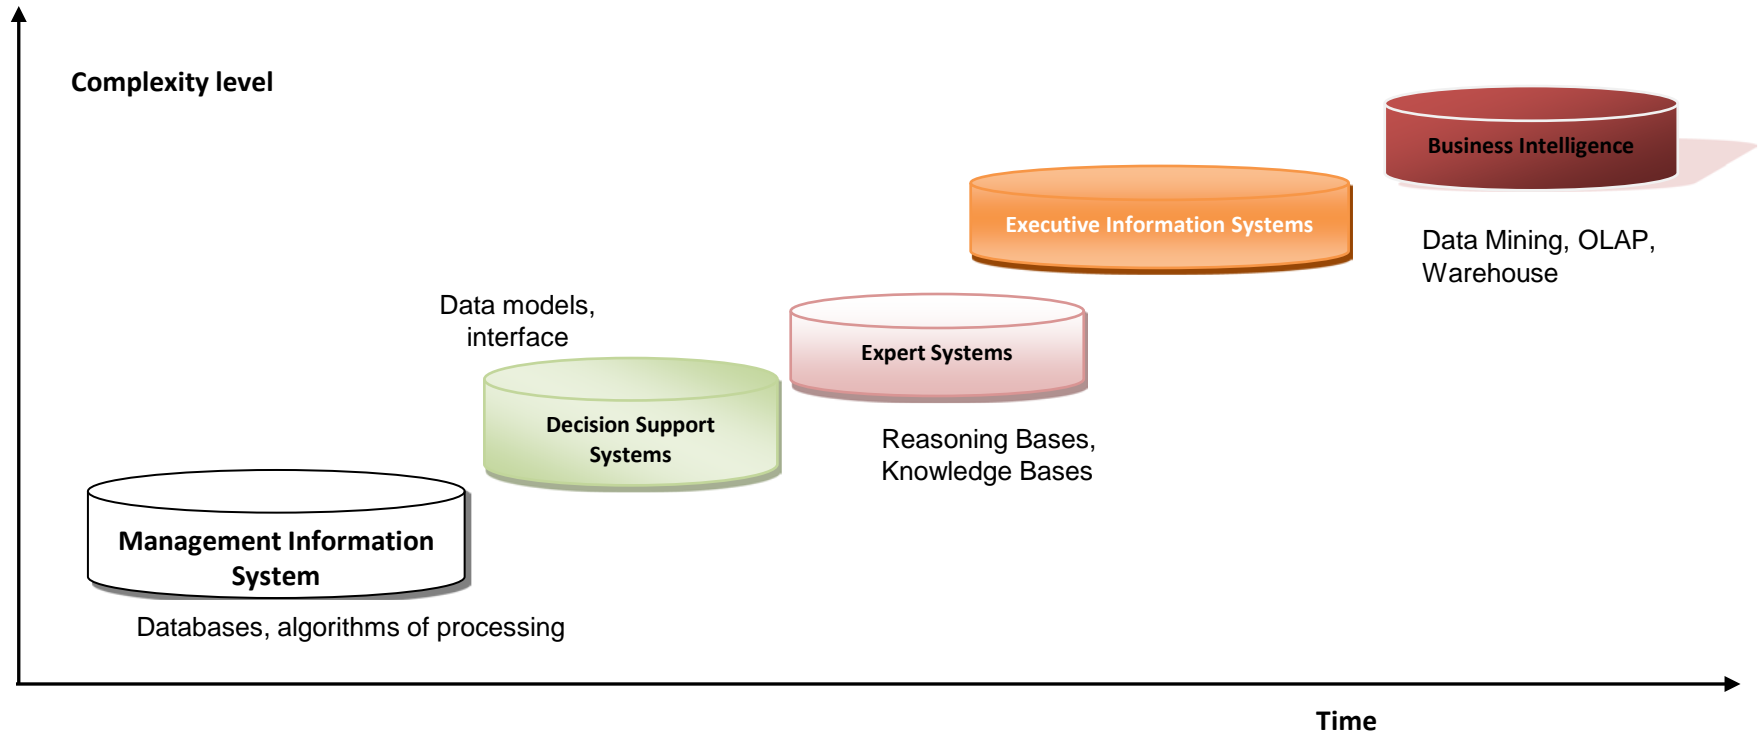 Complexity level
Business Intelligence
Executive Information Systems
Data Mining, OLAP,
Warehouse
Data models,
interface
Expert Systems
Decision Support
Systems
Reasoning Bases,
Knowledge Bases
Management Information
System
Databases, algorithms of processing
Time